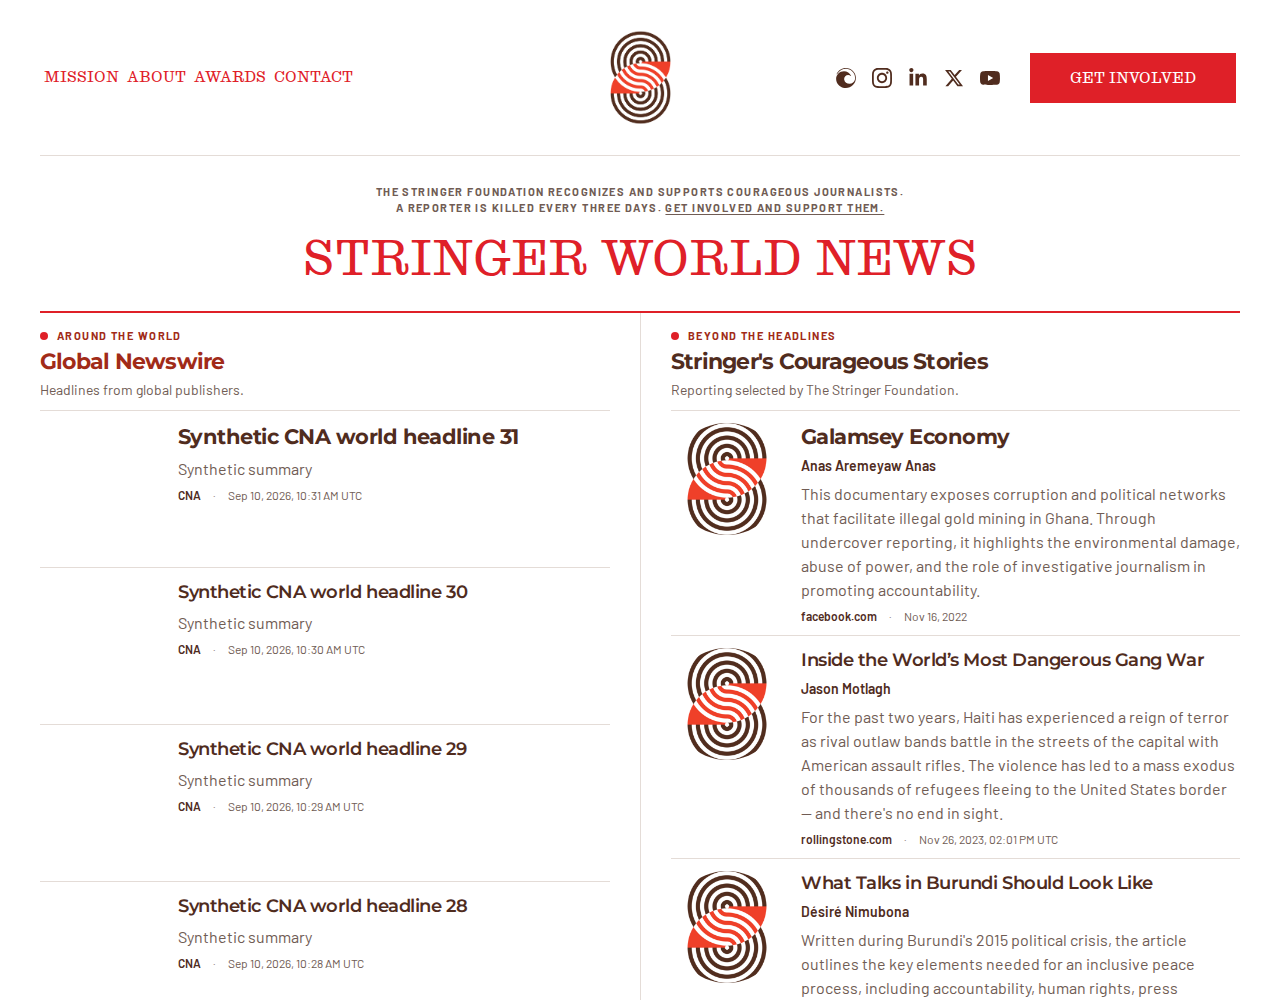 MISSION ABOUT AWARDS CONTACT
GET INVOLVED
THE STRINGER FOUNDATION RECOGNIZES AND SUPPORTS COURAGEOUS JOURNALISTS.
A REPORTER IS KILLED EVERY THREE DAYS. GET INVOLVED AND SUPPORT THEM.
STRINGER WORLD NEWS
AROUND THE WORLD
Global Newswire
Headlines from global publishers.
Synthetic CNA world headline 31
Synthetic summary
CNA · Sep 10, 2026, 10:31 AM UTC
Synthetic CNA world headline 30
Synthetic summary
CNA · Sep 10, 2026, 10:30 AM UTC
Synthetic CNA world headline 29
Synthetic summary
CNA · Sep 10, 2026, 10:29 AM UTC
Synthetic CNA world headline 28
Synthetic summary
CNA · Sep 10, 2026, 10:28 AM UTC
BEYOND THE HEADLINES
Stringer's Courageous Stories
Reporting selected by The Stringer Foundation.
Galamsey Economy
Anas Aremeyaw Anas
This documentary exposes corruption and political networks
that facilitate illegal gold mining in Ghana. Through
undercover reporting, it highlights the environmental damage,
abuse of power, and the role of investigative journalism in
promoting accountability.
facebook.com · Nov 16, 2022
Inside the World’s Most Dangerous Gang War
Jason Motlagh
For the past two years, Haiti has experienced a reign of terror
as rival outlaw bands battle in the streets of the capital with
American assault rifles. The violence has led to a mass exodus
of thousands of refugees fleeing to the United States border
— and there's no end in sight.
rollingstone.com · Nov 26, 2023, 02:01 PM UTC
What Talks in Burundi Should Look Like
Désiré Nimubona
Written during Burundi's 2015 political crisis, the article
outlines the key elements needed for an inclusive peace
process, including accountability, human rights, press